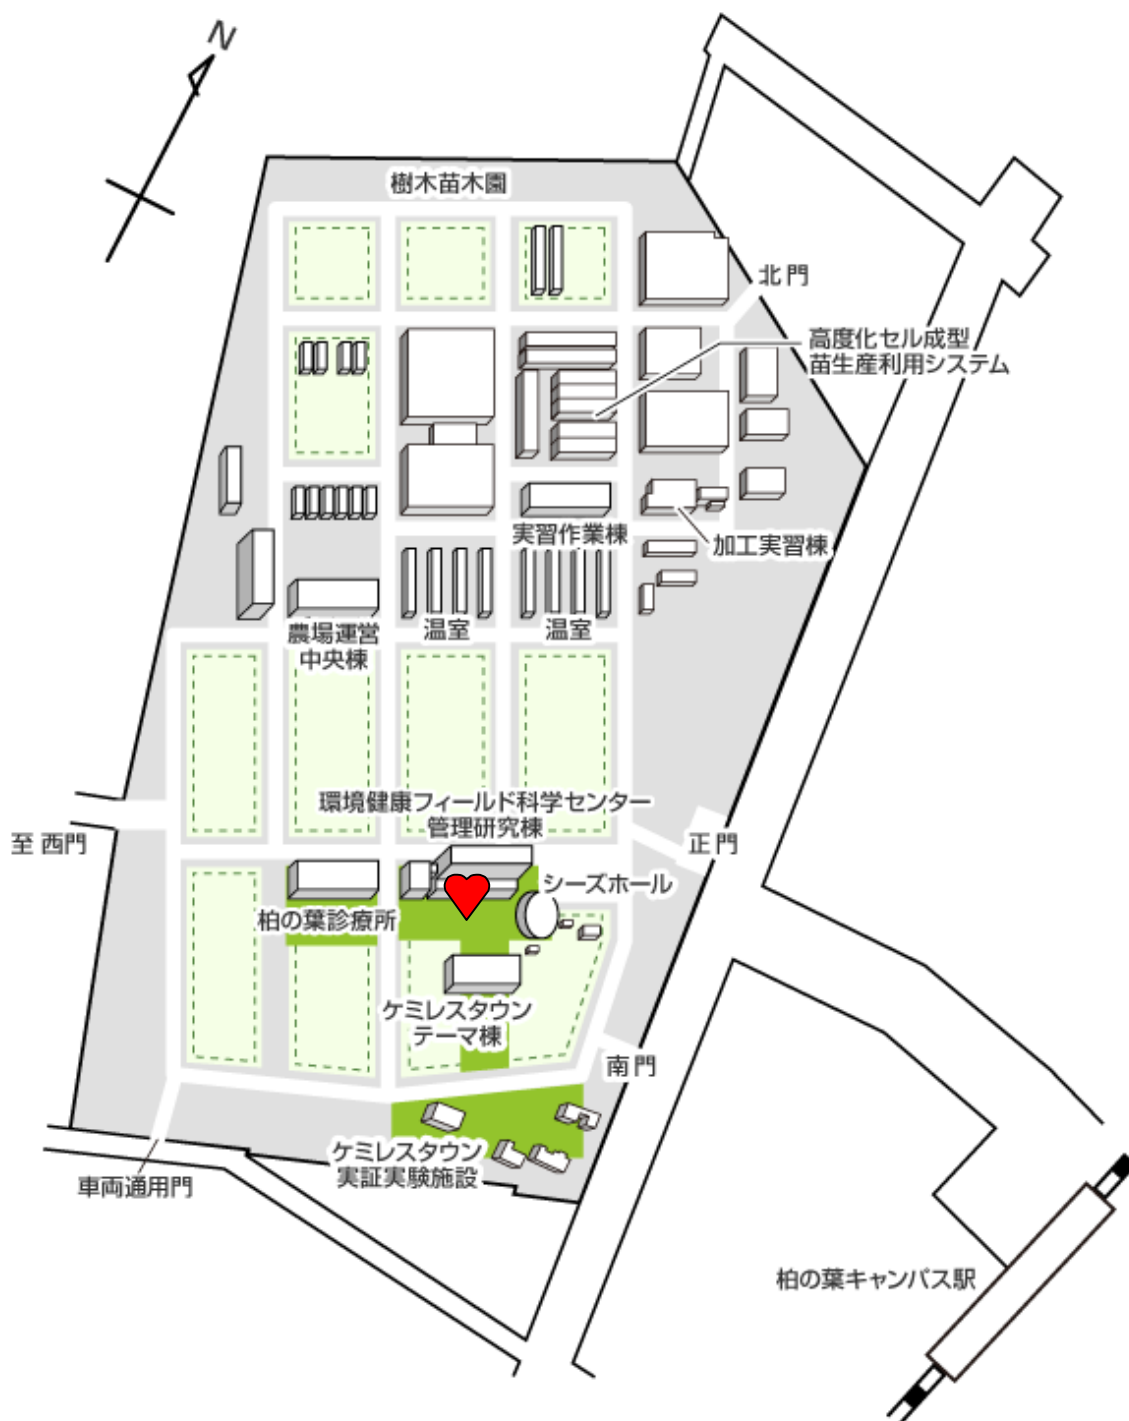 N
樹木苗木園
北門
高度化セル成型
苗生産利用システム
実習作業棟
加工実習棟
農場運営
中央棟
温室
温室
環境健康フィールド科学センター
管理研究棟
至 西門
正門
シーズホール
柏の葉診療所
ケミレスタウン
テーマ棟
南門
ケミレスタウン
実証実験施設
車両通用門
柏の葉キャンパス駅